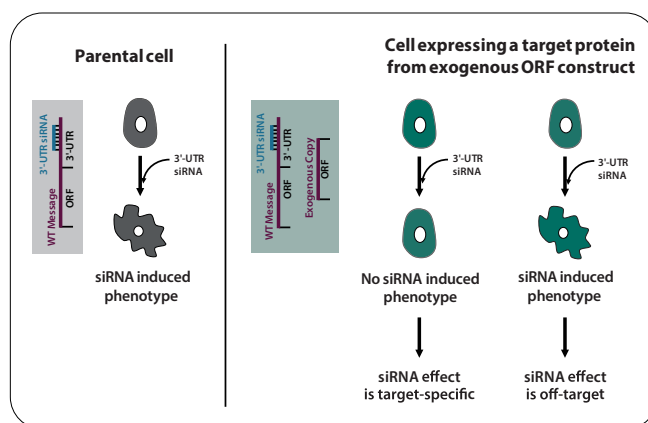 Parental cell
Cell expressing a target protein
from exogenous ORF construct
WT Message
3'-UTR siRNA
ORF
3'-UTR
3'-UTR
siRNA
siRNA induced
phenotype
WT Message
3'-UTR siRNA
ORF
3'-UTR
Exogenous Copy
ORF
3'-UTR
siRNA
3'-UTR
siRNA
No siRNA induced
phenotype
siRNA induced
phenotype
siRNA effect
is target-specific
siRNA effect
is off-target